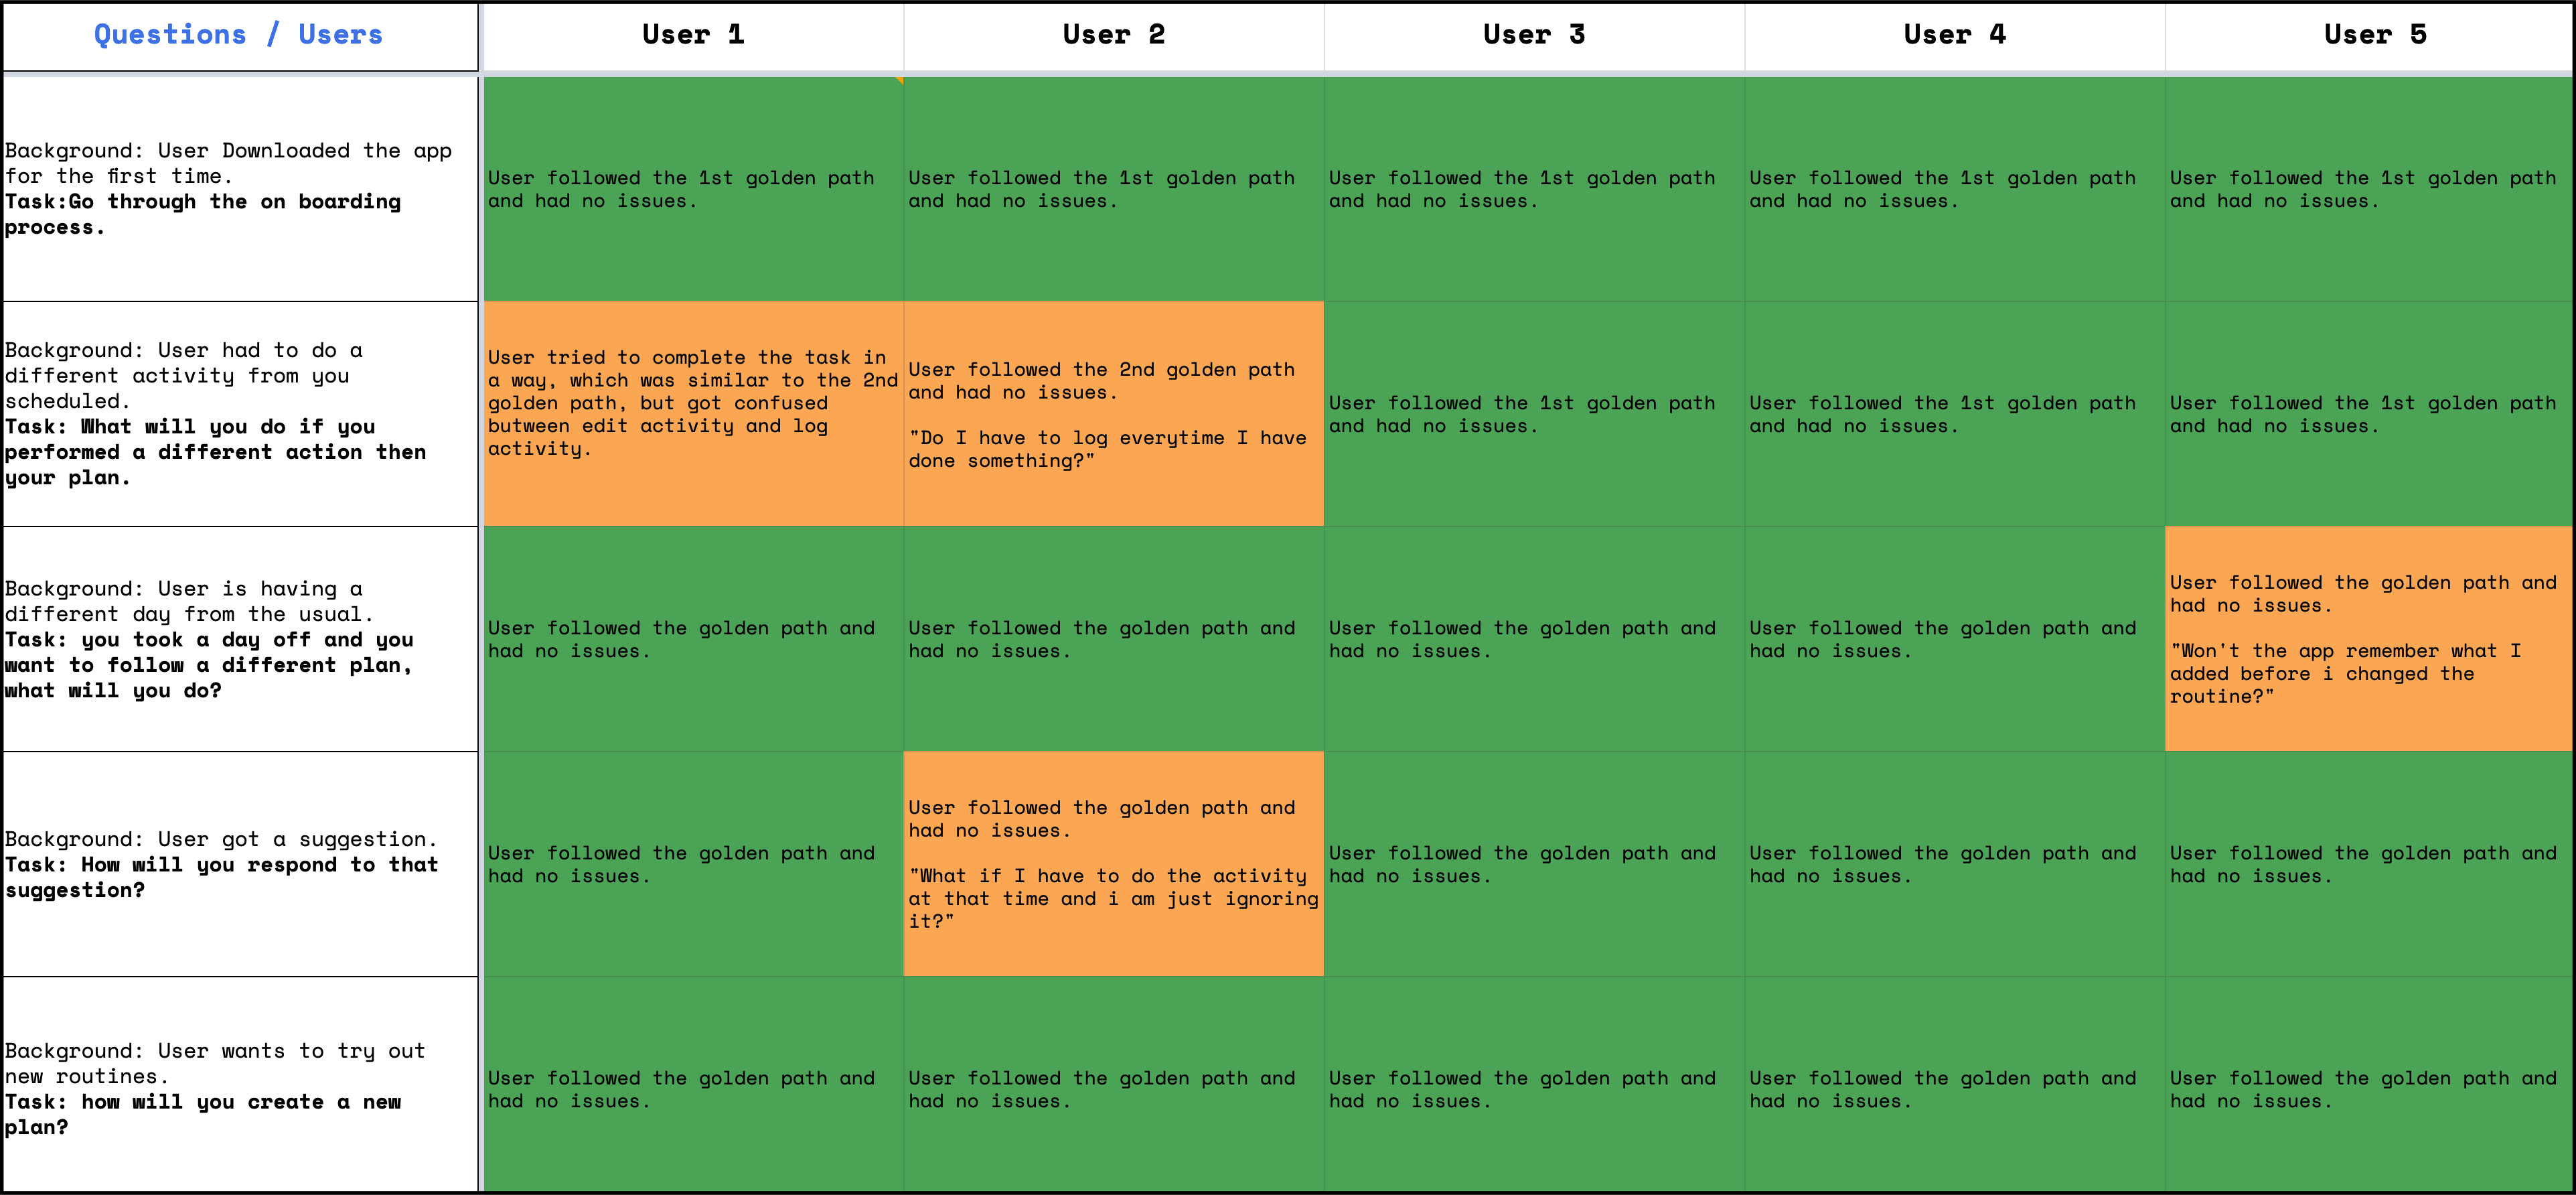 Questions / Users
User 1
User 2
User 3
User 4
User 5
Background: User Downloaded the app
for the first time.
Task:Go through the on boarding
process.
User followed the 1st golden path
and had no issues.
User followed the 1st golden path
and had no issues.
User followed the 1st golden path
and had no issues.
User followed the 1st golden path
and had no issues.
User followed the 1st golden path
and had no issues.
Background: User had to do a
different activity from you
scheduled.
Task: What will you do if you
performed a different action then
your plan.
User tried to complete the task in
a way, which was similar to the 2nd
golden path, but got confused
butween edit activity and log
activity.
User followed the 2nd golden path
and had no issues.
"Do I have to log everytime I have
done something?"
User followed the 1st golden path
and had no issues.
User followed the 1st golden path
and had no issues.
User followed the 1st golden path
and had no issues.
Background: User is having a
different day from the usual.
Task: you took a day off and you
want to follow a different plan,
what will you do?
User followed the golden path and
had no issues.
User followed the golden path and
had no issues.
User followed the golden path and
had no issues.
User followed the golden path and
had no issues.
User followed the golden path and
had no issues.
"Won't the app remember what I
added before i changed the
routine?"
Background: User got a suggestion.
Task: How will you respond to that
suggestion?
User followed the golden path and
had no issues.
User followed the golden path and
had no issues.
"What if I have to do the activity
at that time and i am just ignoring
it?"
User followed the golden path and
had no issues.
User followed the golden path and
had no issues.
User followed the golden path and
had no issues.
Background: User wants to try out
new routines.
Task: how will you create a new
plan?
User followed the golden path and
had no issues.
User followed the golden path and
had no issues.
User followed the golden path and
had no issues.
User followed the golden path and
had no issues.
User followed the golden path and
had no issues.